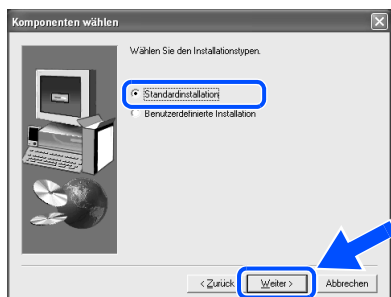 Komponenten wählen
Wählen Sie den Installationstypen.
Standardinstallation
Benutzerdefinierte Installation
< Zurück
Weiter >
Abbrechen